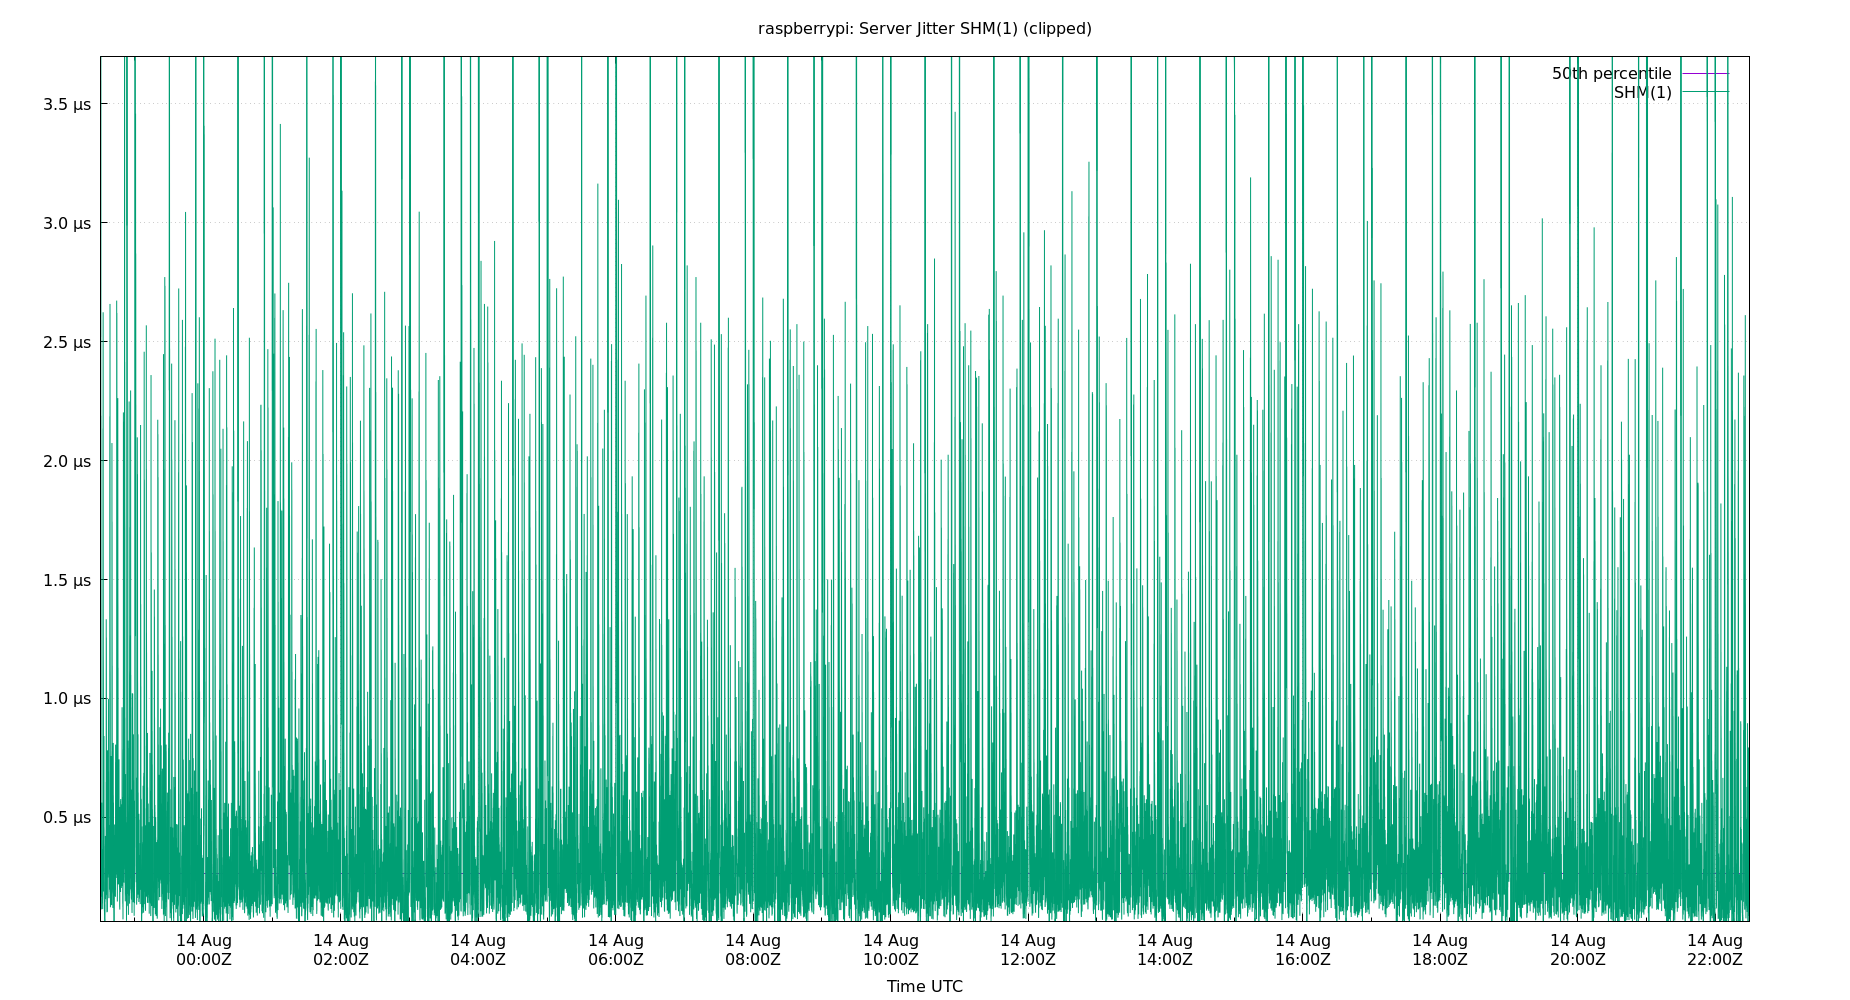 raspberrypi: Server Jitter SHM(1) (clipped)
50th percentile
SHM(1)
3.5 µs
3.0 µs
2.5 µs
2.0 µs
1.5 µs
1.0 µs
0.5 µs
14 Aug 14 Aug 14 Aug 14 Aug 14 Aug 14 Aug 14 Aug 14 Aug 14 Aug 14 Aug 14 Aug 14 Aug
00:00Z 02:00Z 04:00Z 06:00Z 08:00Z 10:00Z 12:00Z 14:00Z 16:00Z 18:00Z 20:00Z 22:00Z
Time UTC